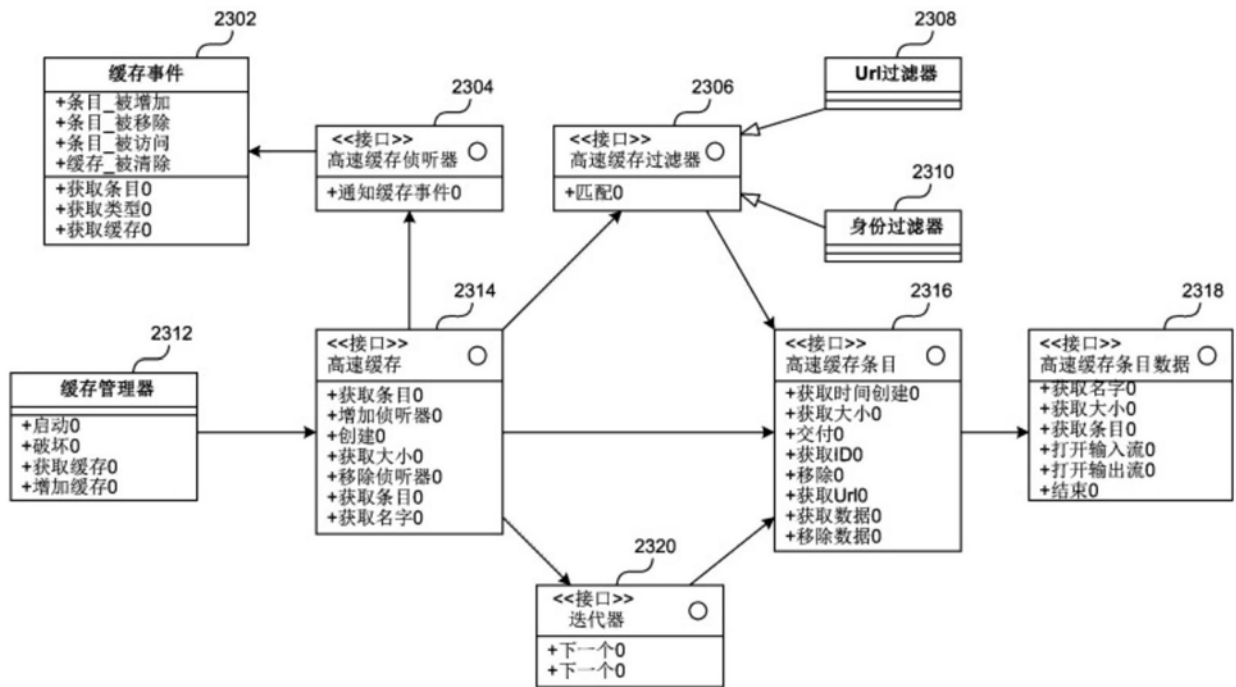 2302
缓存事件
+条目_被增加
+条目_被移除
+条目_被访问
+缓存_被清除
+获取条目0
+获取类型0
+获取缓存0
2304
<<接口>>
高速缓存侦听器
+通知缓存事件0
2306
<<接口>>
高速缓存过滤器
+匹配0
2308
Url过滤器
2310
身份过滤器
2312
缓存管理器
+启动0
+破坏0
+获取缓存0
+增加缓存0
2314
<<接口>>
高速缓存
+获取条目0
+增加侦听器0
+创建0
+获取大小0
+移除侦听器0
+获取条目0
+获取名字0
2316
<<接口>>
高速缓存条目
+获取时间创建0
+获取大小0
+交付0
+获取ID0
+移除0
+获取Url0
+获取数据0
+移除数据0
2318
<<接口>>
高速缓存条目数据
+获取名字0
+获取大小0
+获取条目0
+打开输入流0
+打开输出流0
+结束0
2320
<<接口>>
迭代器
+下一个0
+下一个0